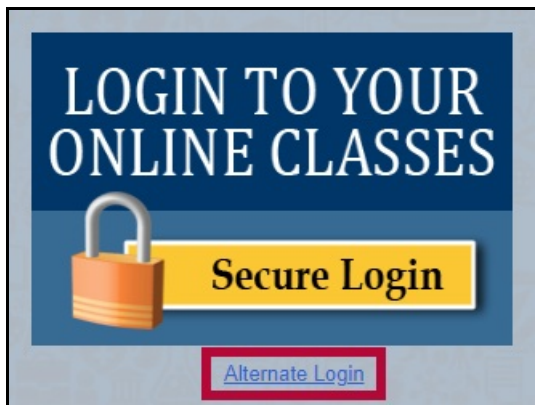 LOGIN TO YOUR
ONLINE CLASSES
Secure Login
Alternate Login